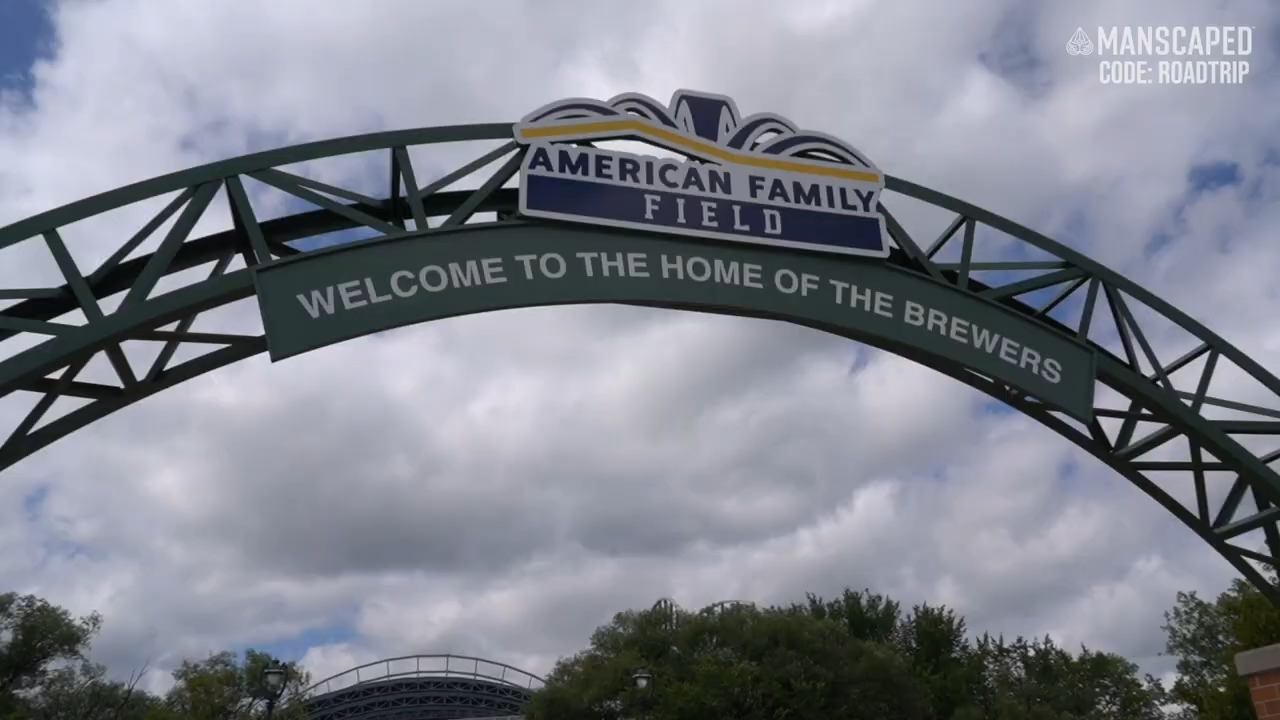 MANSCAPED
CODE: ROADTRIP
AMERICAN FAMILY
FIELD
WELCOME TO THE HOME OF THE BREWERS